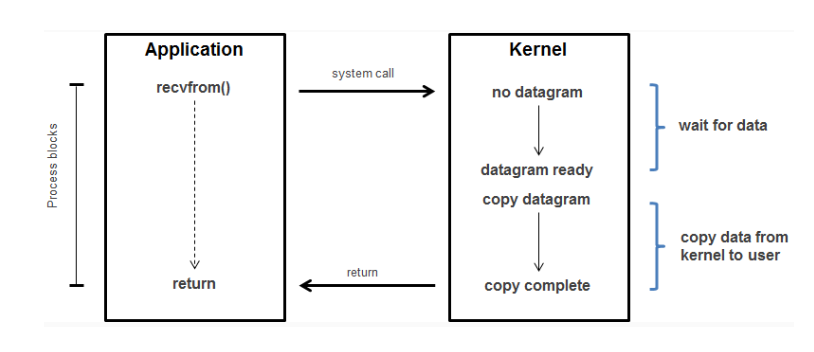 Application
Kernel
recvfrom()
system call
no datagram
wait for data
datagram ready
copy datagram
Process blocks
copy data from
kernel to user
return
return
copy complete